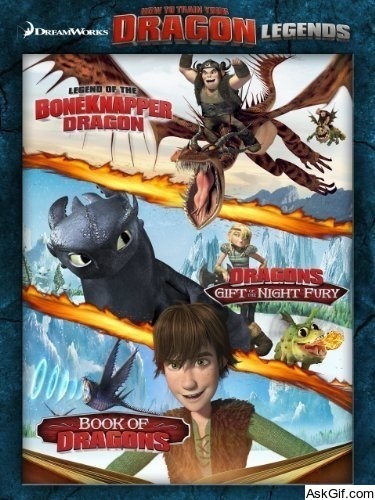 DREAMWORKS
HOW TO TRAIN YOUR
DRAGON LEGENDS
LEGEND OF THE
BONEKNAPPER
DRAGON
DRAGONS
GIFT OF THE NIGHT FURY
BOOK OF
DRAGONS
AskGif.com